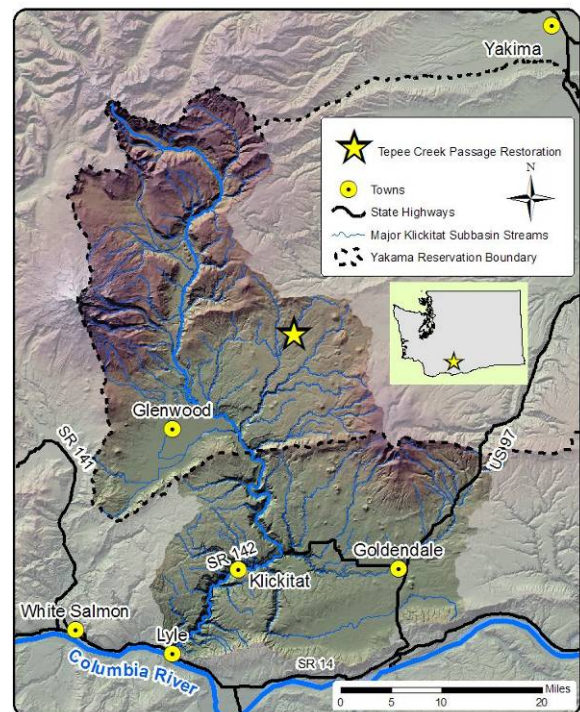 Yakima
Tepee Creek Passage Restoration
N
Towns
State Highways
Major Klickitat Subbasin Streams
Yakama Reservation Boundary
Glenwood
SR 141
US 97
SR 142
Klickitat
Goldendale
White Salmon
Lyle
Columbia River
SR 14
Miles
0 5 10 20